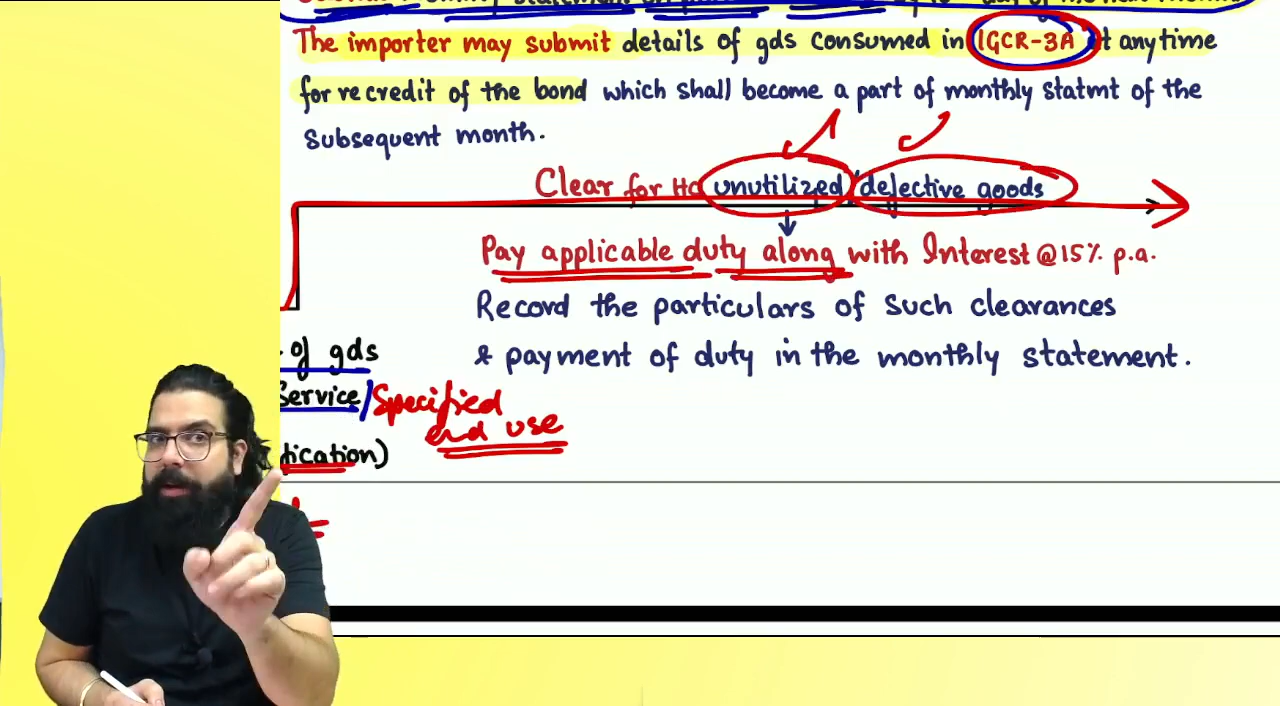 The importer may submit details of gds consumed in IGCR-3A at anytime
for recredit of the bond which shall become a part of monthly statmt of the
subsequent month.
Clear for HC unutilized/defective goods
Pay applicable duty along with Interest @15% p.a.
Record the particulars of such clearances
& payment of duty in the monthly statement.
of gds
Service/Specified
end use